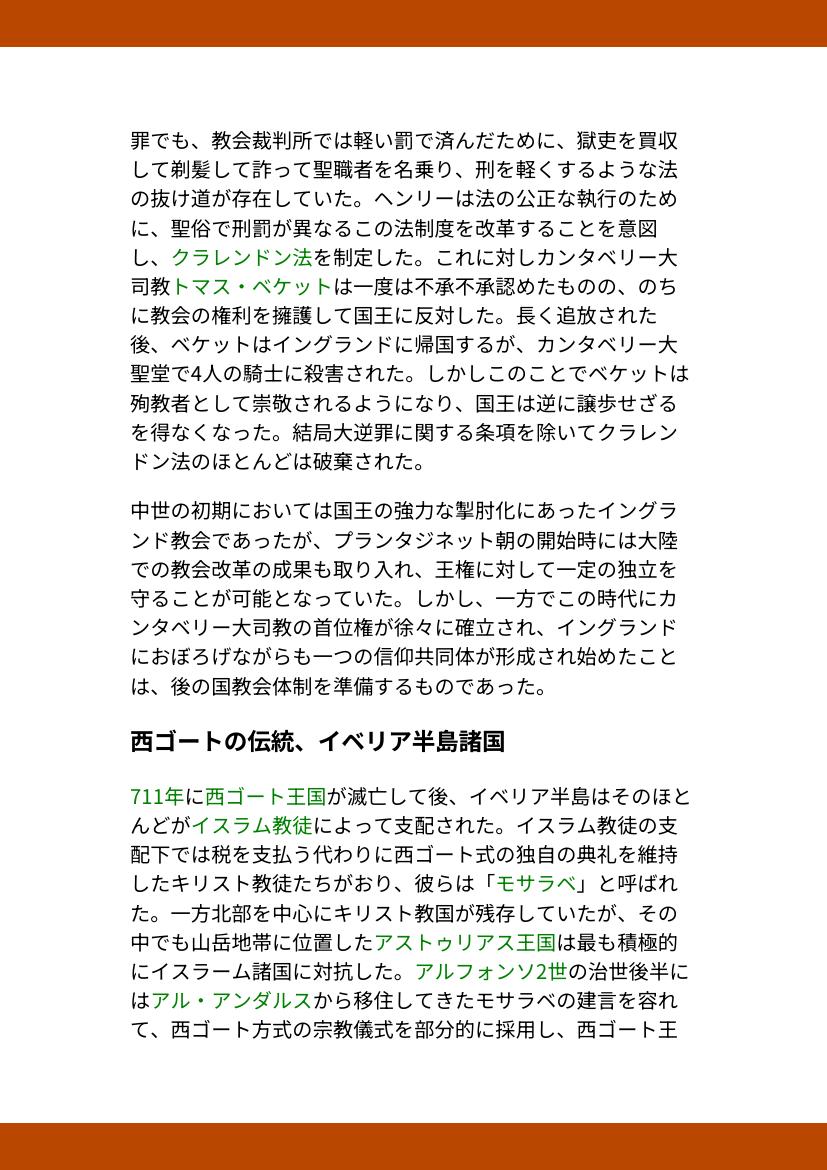 罪でも、教会裁判所では軽い罰で済んだために、獄吏を買収
して剃髪して詐って聖職者を名乗り、刑を軽くするような法
の抜け道が存在していた。ヘンリーは法の公正な執行のため
に、聖俗で刑罰が異なるこの法制度を改革することを意図
し、クラレンドン法を制定した。これに対しカンタベリー大
司教トマス・ベケットは一度は不承不承認めたものの、のち
に教会の権利を擁護して国王に反対した。長く追放された
後、ベケットはイングランドに帰国するが、カンタベリー大
聖堂で4人の騎士に殺害された。しかしこのことでベケットは
殉教者として崇敬されるようになり、国王は逆に譲歩せざる
を得なくなった。結局大逆罪に関する条項を除いてクラレン
ドン法のほとんどは破棄された。
中世の初期においては国王の強力な掣肘化にあったイングラ
ンド教会であったが、プランタジネット朝の開始時には大陸
での教会改革の成果も取り入れ、王権に対して一定の独立を
守ることが可能となっていた。しかし、一方でこの時代にカ
ンタベリー大司教の首位権が徐々に確立され、イングランド
におぼろげながらも一つの信仰共同体が形成され始めたこと
は、後の国教会体制を準備するものであった。
西ゴートの伝統、イベリア半島諸国
711年に西ゴート王国が滅亡して後、イベリア半島はそのほと
んどがイスラム教徒によって支配された。イスラム教徒の支
配下では税を支払う代わりに西ゴート式の独自の典礼を維持
したキリスト教徒たちがおり、彼らは「モサラベ」と呼ばれ
た。一方北部を中心にキリスト教国が残存していたが、その
中でも山岳地帯に位置したアストゥリアス王国は最も積極的
にイスラーム諸国に対抗した。アルフォンソ2世の治世後半に
はアル・アンダルスから移住してきたモサラベの建言を容れ
て、西ゴート方式の宗教儀式を部分的に採用し、西ゴート王